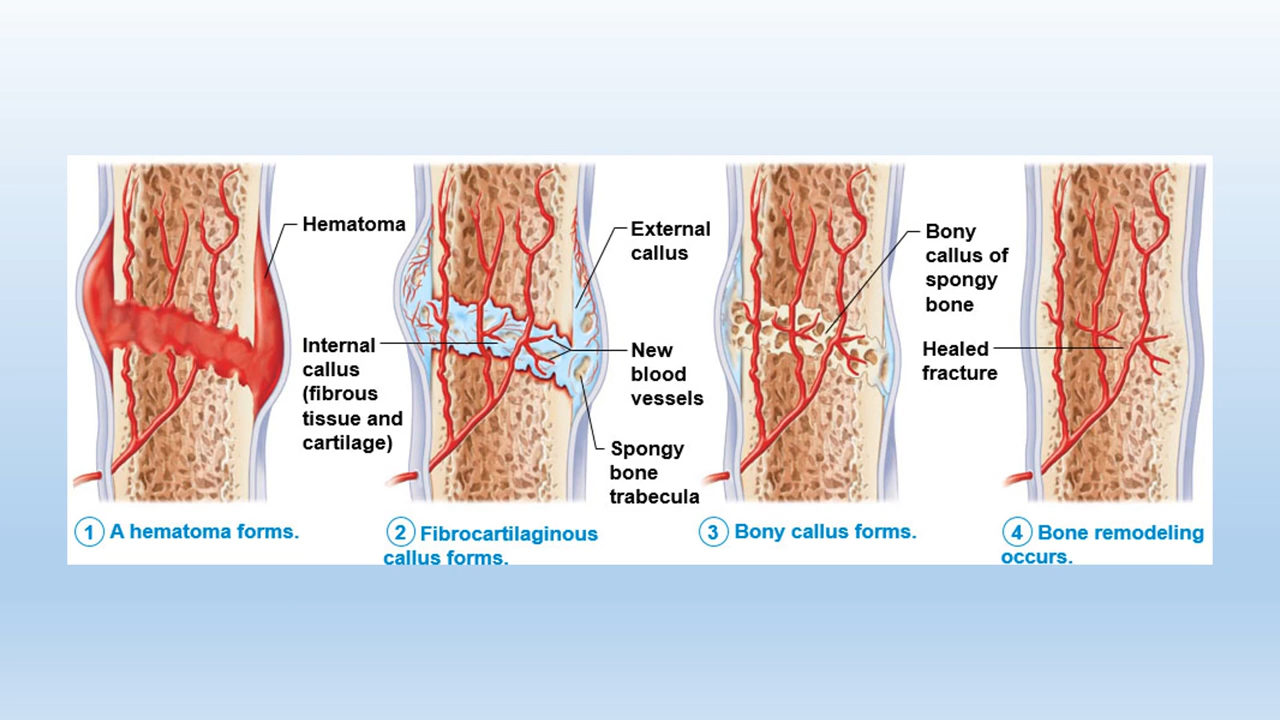 Hematoma
Internal
callus
(fibrous
tissue and
cartilage)
External
callus
New
blood
vessels
Spongy
bone
trabecula
Bony
callus of
spongy
bone
Healed
fracture
1 A hematoma forms.
2 Fibrocartilaginous
callus forms.
3 Bony callus forms.
4 Bone remodeling
occurs.